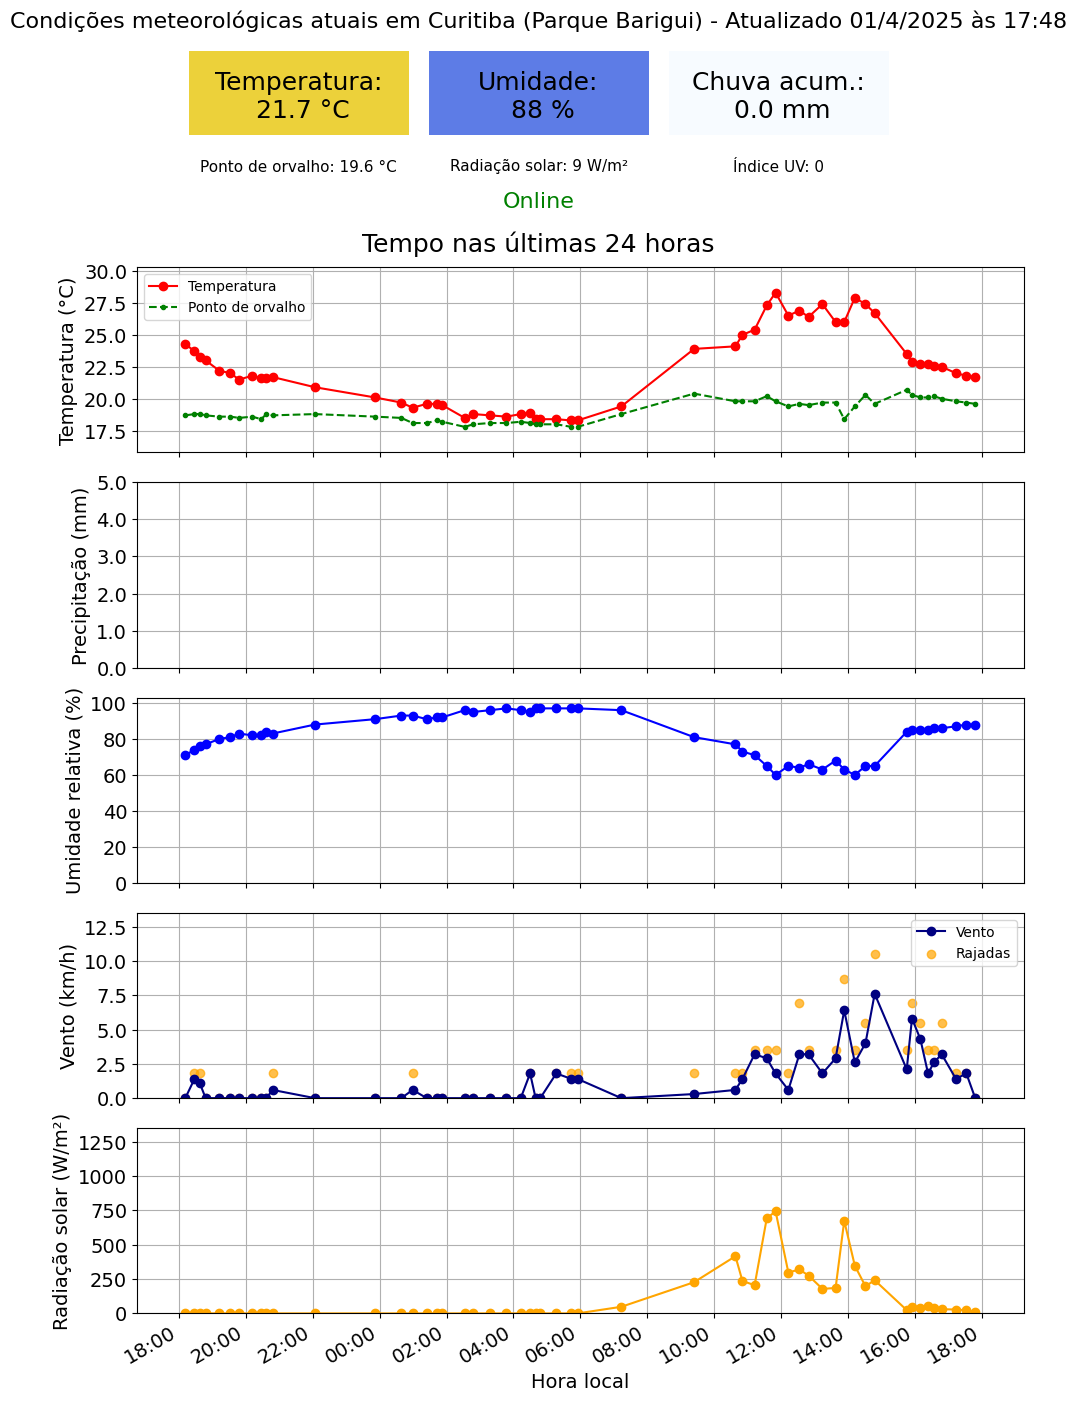 Condições meteorológicas atuais em Curitiba (Parque Barigui) - Atualizado 01/4/2025 às 17:48
Temperatura:
21.7 °C
Umidade:
88 %
Chuva acum.:
0.0 mm
Ponto de orvalho: 19.6 °C
Radiação solar: 9 W/m²
Índice UV: 0
Online
Tempo nas últimas 24 horas
Temperatura (°C)
30.0
27.5
25.0
22.5
20.0
17.5
Temperatura
Ponto de orvalho
Precipitação (mm)
5.0
4.0
3.0
2.0
1.0
0.0
Umidade relativa (%)
100
80
60
40
20
0
Vento (km/h)
12.5
10.0
7.5
5.0
2.5
0.0
Vento
Rajadas
Radiação solar (W/m²)
1250
1000
750
500
250
0
18:00
20:00
22:00
00:00
02:00
04:00
06:00
08:00
10:00
12:00
14:00
16:00
18:00
Hora local